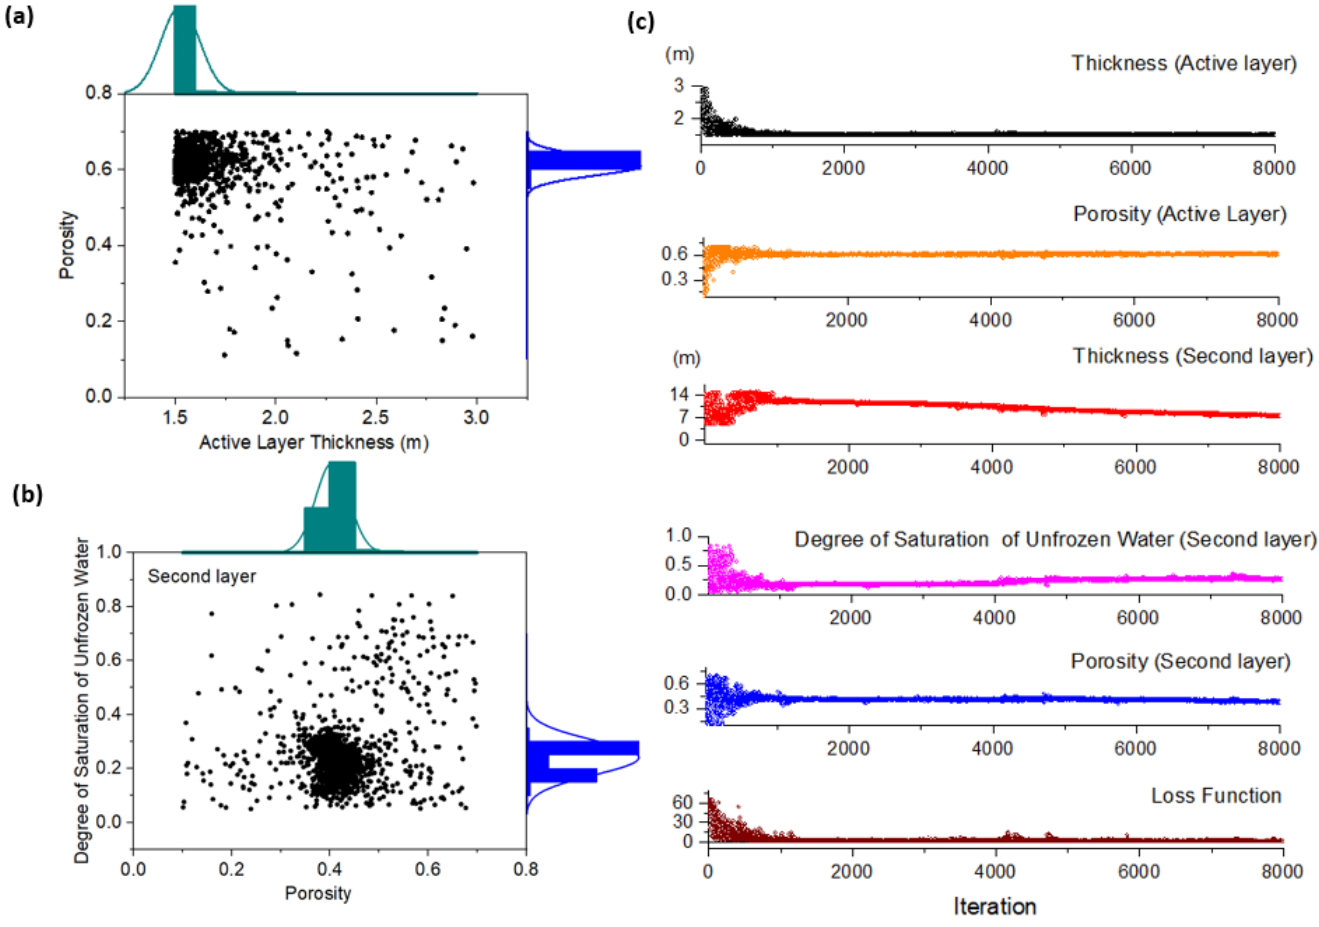 (a)
0.8
0.6
0.4
0.2
0.0
Porosity
1.5 2.0 2.5 3.0
Active Layer Thickness (m)
(b)
1.0
0.8
0.6
0.4
0.2
0.0
Degree of Saturation of Unfrozen Water
Second layer
0.0 0.2 0.4 0.6 0.8
Porosity
(c)
(m)
Thickness (Active layer)
3
2
0 2000 4000 6000 8000
Porosity (Active Layer)
0.6
0.3
2000 4000 6000 8000
(m)
Thickness (Second layer)
14
7
0
2000 4000 6000 8000
Degree of Saturation of Unfrozen Water (Second layer)
1.0
0.5
0.0
2000 4000 6000 8000
Porosity (Second layer)
0.6
0.3
2000 4000 6000 8000
Loss Function
60
30
0
0 2000 4000 6000 8000
Iteration